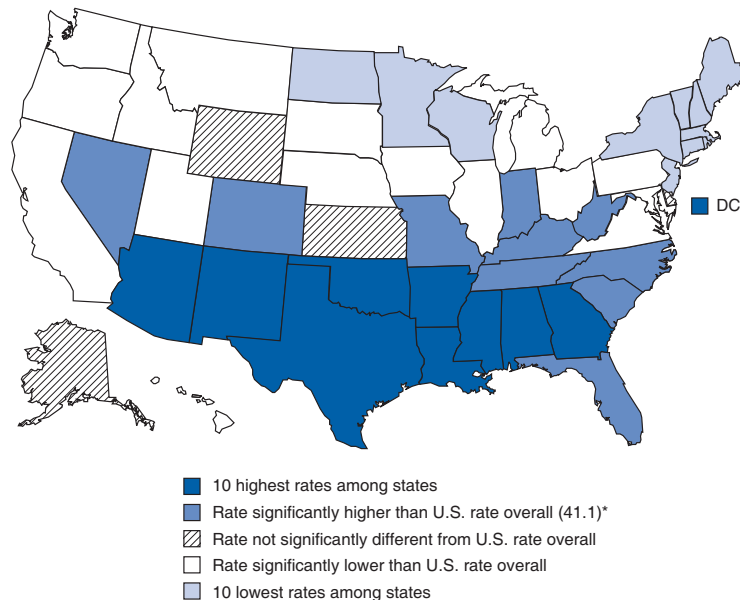 DC
10 highest rates among states
Rate significantly higher than U.S. rate overall (41.1)*
Rate not significantly different from U.S. rate overall
Rate significantly lower than U.S. rate overall
10 lowest rates among states